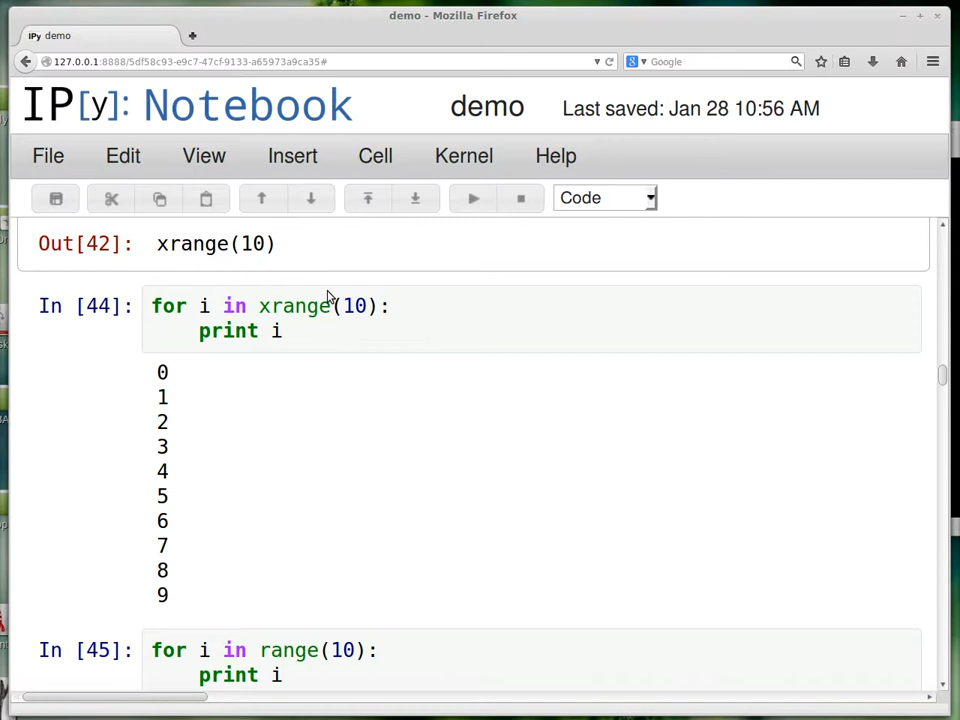 demo - Mozilla Firefox
IPy demo
127.0.0.1:8888/5df58c93-e9c7-47cf-9133-a65973a9ca35#
Google
IP[y]: Notebook demo Last saved: Jan 28 10:56 AM
File Edit View Insert Cell Kernel Help
Code
Out[42]: xrange(10)
In [44]: for i in xrange(10):
print i
0
1
2
3
4
5
6
7
8
9
In [45]: for i in range(10):
print i